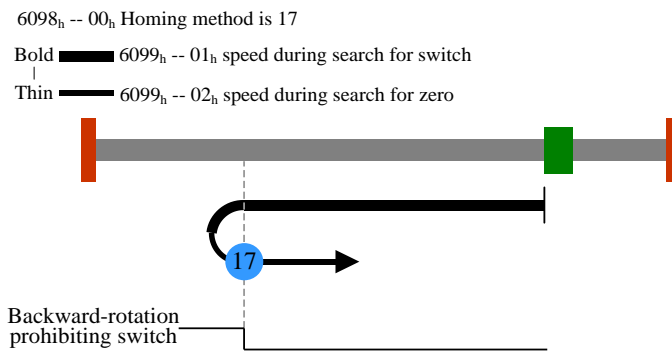 6098h -- 00h Homing method is 17
Bold 6099h -- 01h speed during search for switch
Thin 6099h -- 02h speed during search for zero
17
Backward-rotation
prohibiting switch